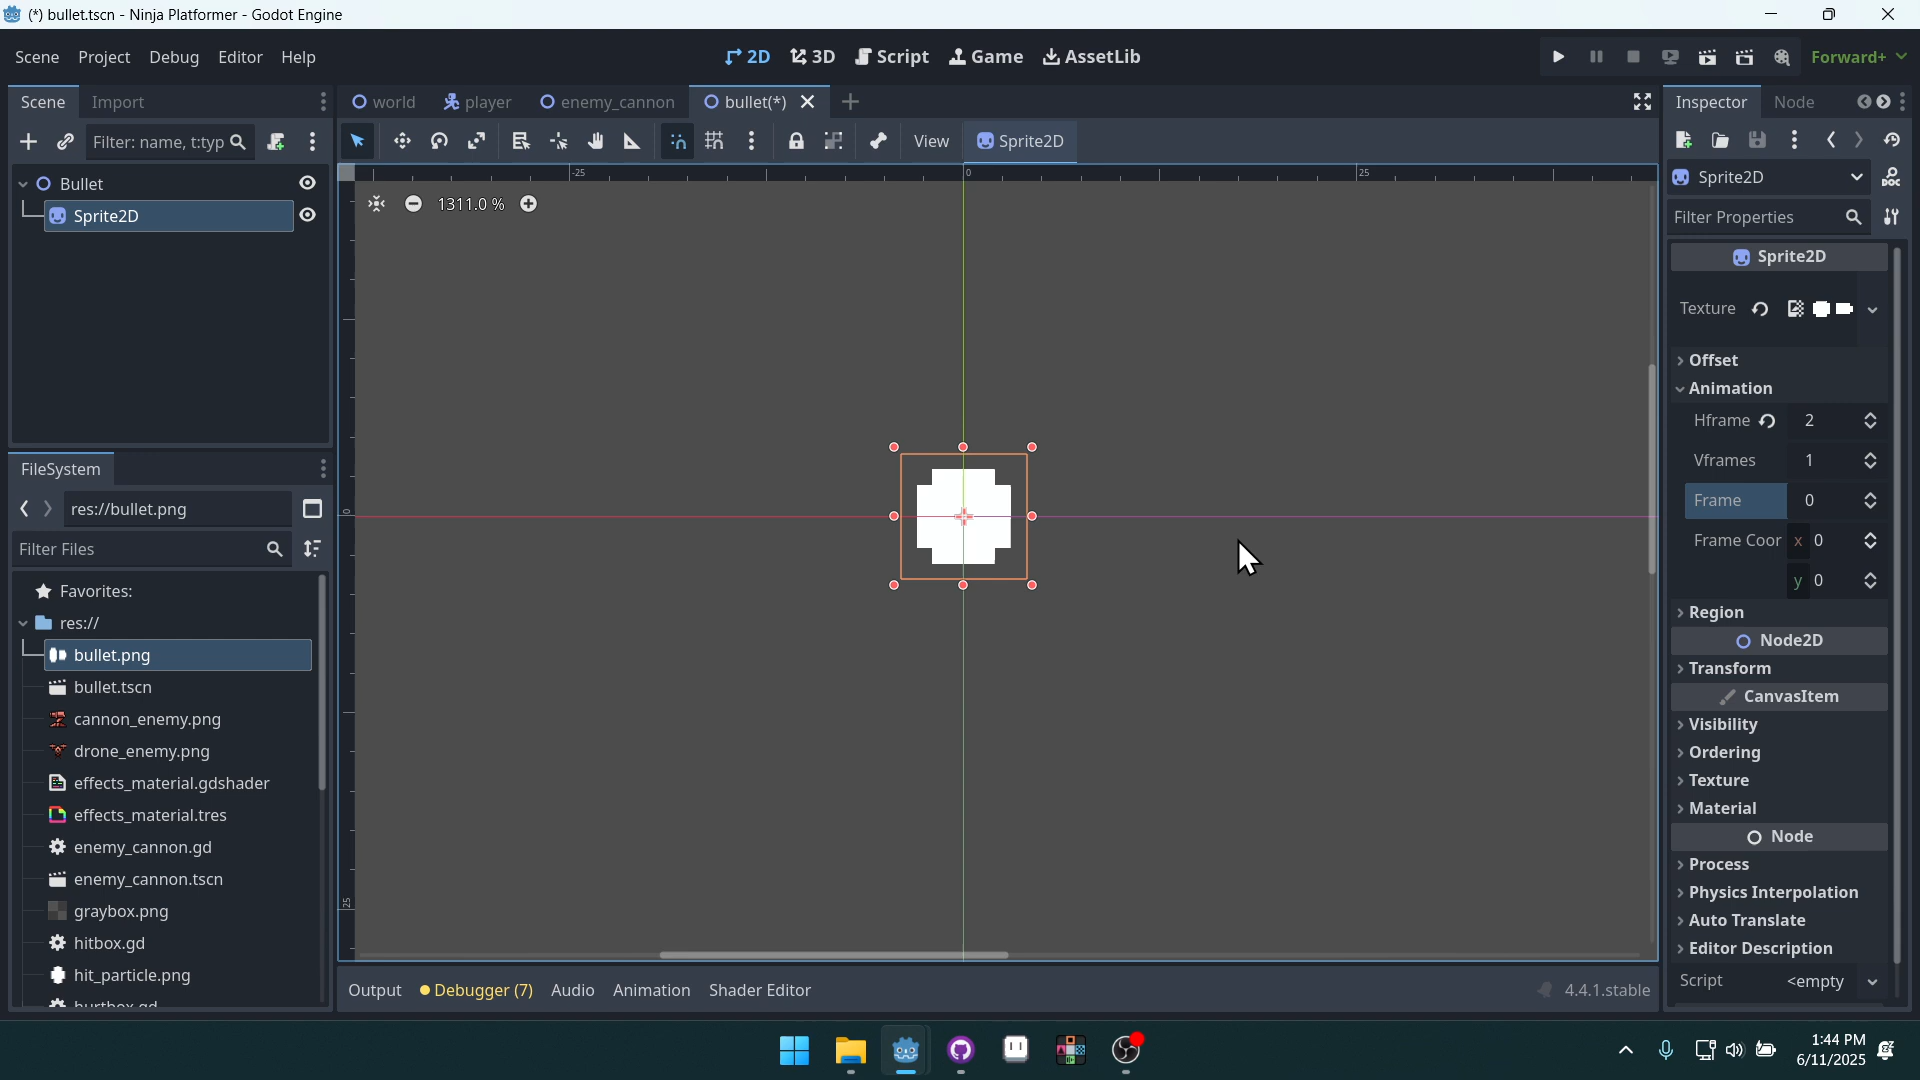 (*) bullet.tscn - Ninja Platformer - Godot Engine
Scene Project Debug Editor Help
2D 3D Script Game AssetLib
Forward+
Scene Import
world player enemy_cannon bullet(*)
Inspector Node
Filter: name, t:typ
View Sprite2D
Sprite2D
-25 0 25
Bullet
1311.0 %
Sprite2D
Filter Properties
Sprite2D
Texture
Offset
Animation
Hframe 2
Vframes 1
Frame 0
Frame Coor x 0
y 0
Region
Node2D
Transform
CanvasItem
Visibility
Ordering
Texture
Material
Node
Process
Physics Interpolation
Auto Translate
Editor Description
Script <empty
0
25
FileSystem
res://bullet.png
Filter Files
Favorites:
res://
bullet.png
bullet.tscn
cannon_enemy.png
drone_enemy.png
effects_material.gdshader
effects_material.tres
enemy_cannon.gd
enemy_cannon.tscn
graybox.png
hitbox.gd
hit_particle.png
hurtbox.gd
Output Debugger (7) Audio Animation Shader Editor
4.4.1.stable
1:44 PM
6/11/2025